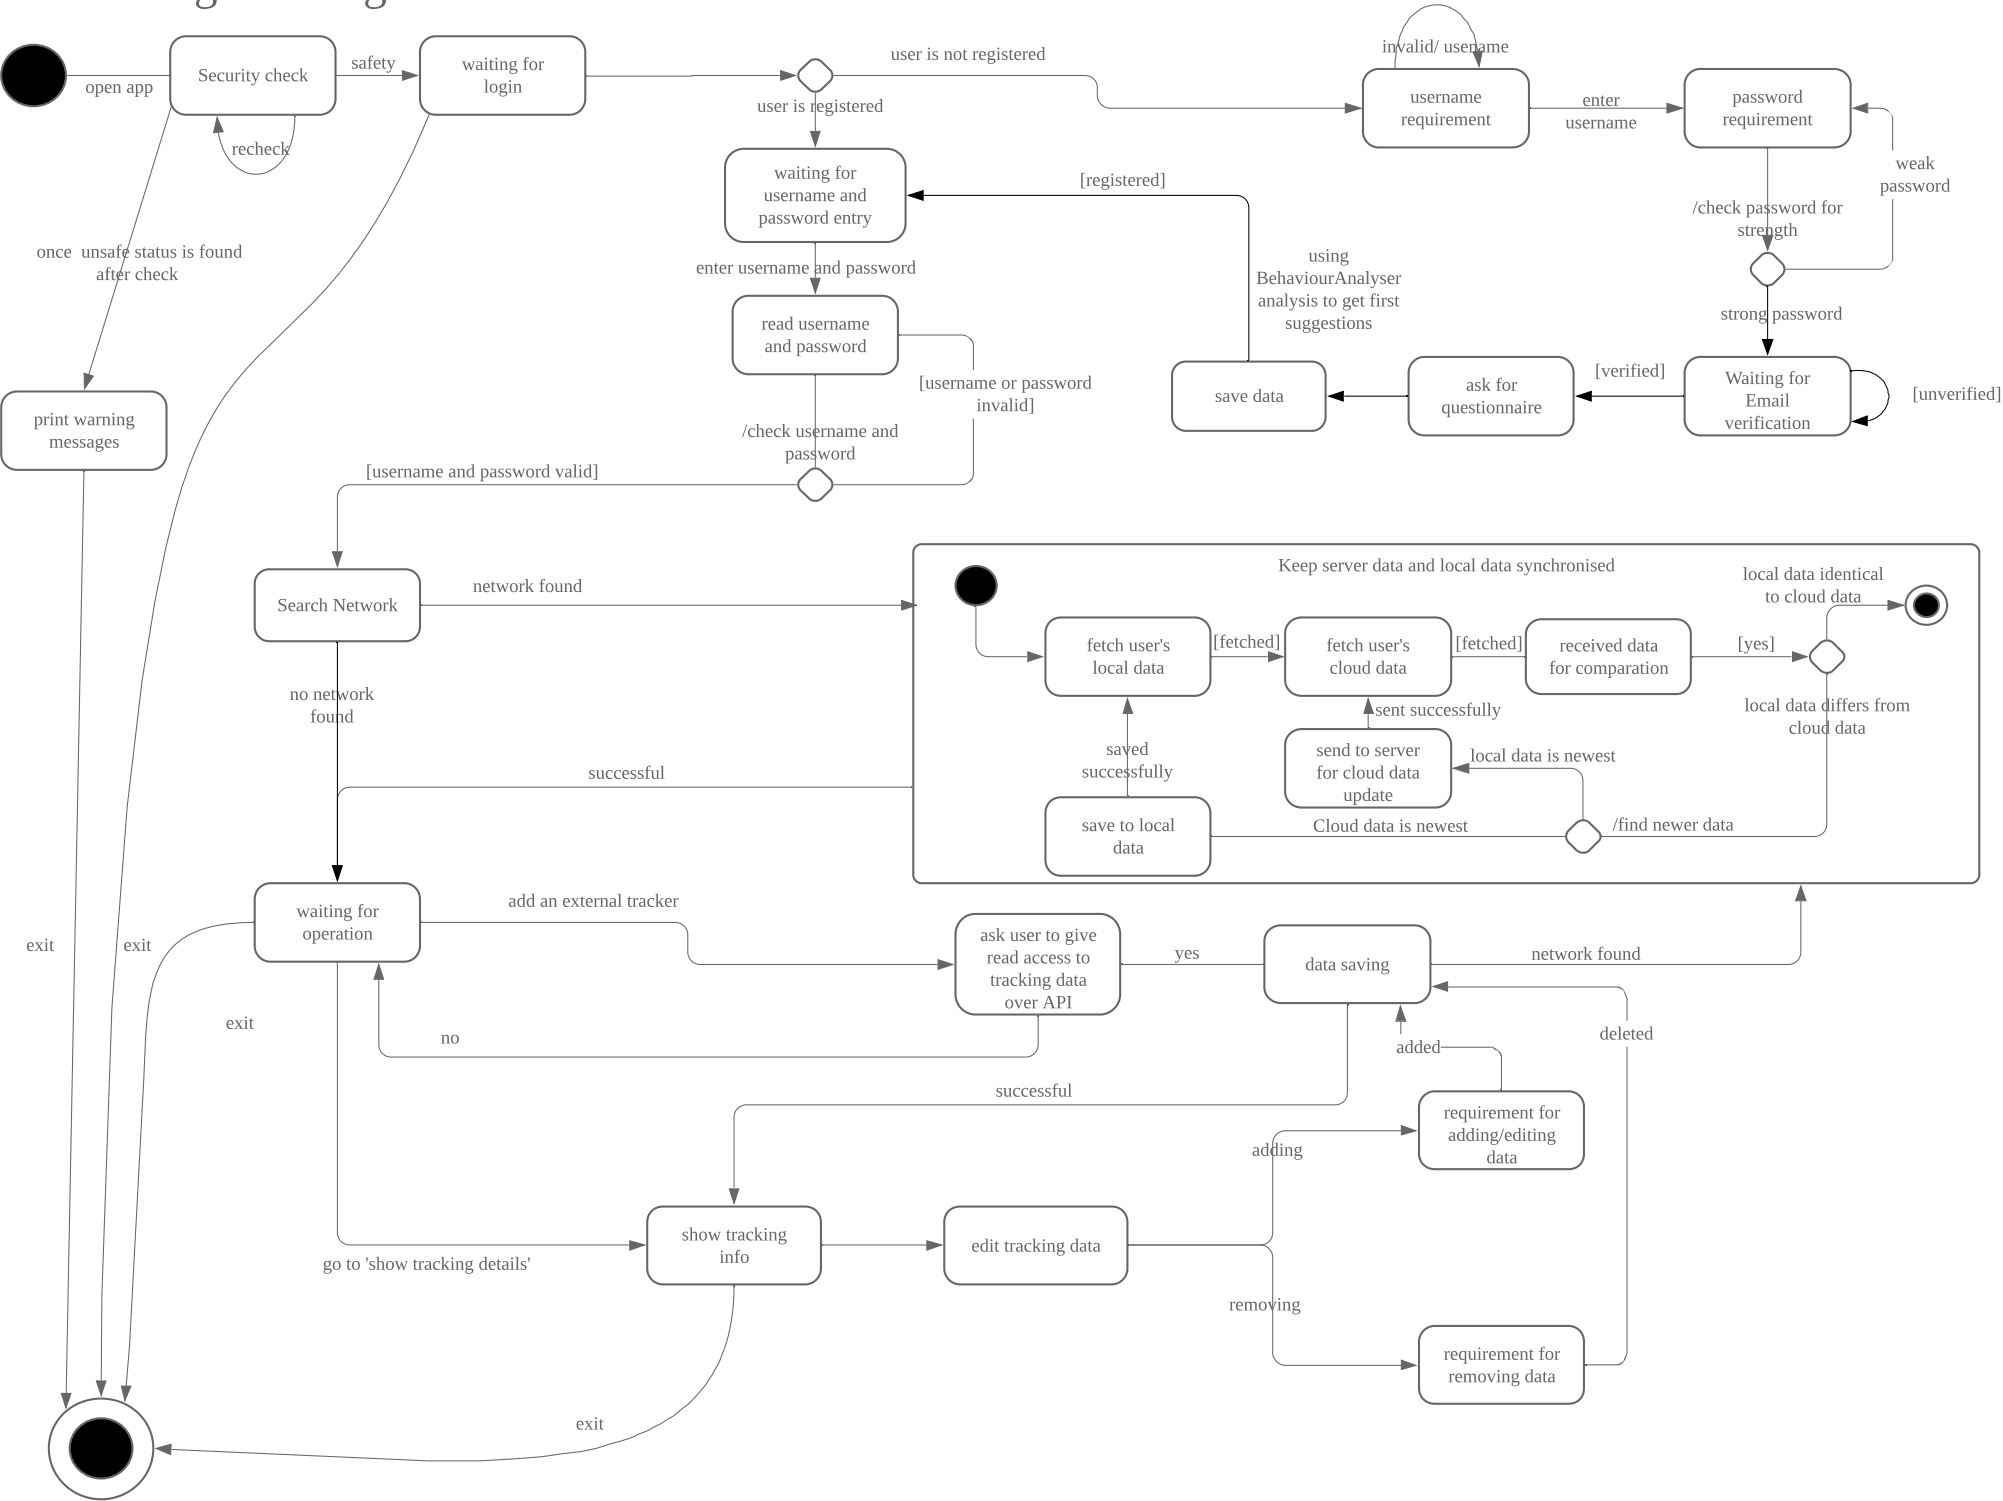 invalid/ usename
user is not registered
safety
Security check
waiting for
login
open app
user is registered
username
requirement
enter
username
password
requirement
recheck
weak
password
waiting for
username and
password entry
[registered]
/check password for
strength
once  unsafe status is found
after check
enter username and password
using
BehaviourAnalyser
analysis to get first
suggestions
strong password
read username
and password
[username or password
invalid]
[verified]
save data
ask for
questionnaire
Waiting for
Email
verification
[unverified]
print warning
messages
/check username and
password
[username and password valid]
Keep server data and local data synchronised
local data identical
to cloud data
network found
Search Network
fetch user's
local data
[fetched]
fetch user's
cloud data
[fetched]
received data
for comparation
[yes]
no network
found
sent successfully
local data differs from
cloud data
saved
successfully
send to server
for cloud data
update
local data is newest
successful
save to local
data
Cloud data is newest
/find newer data
waiting for
operation
add an external tracker
exit
exit
ask user to give
read access to
tracking data
over API
yes
data saving
network found
exit
no
added
deleted
successful
requirement for
adding/editing
data
adding
show tracking
info
edit tracking data
go to 'show tracking details'
removing
requirement for
removing data
exit